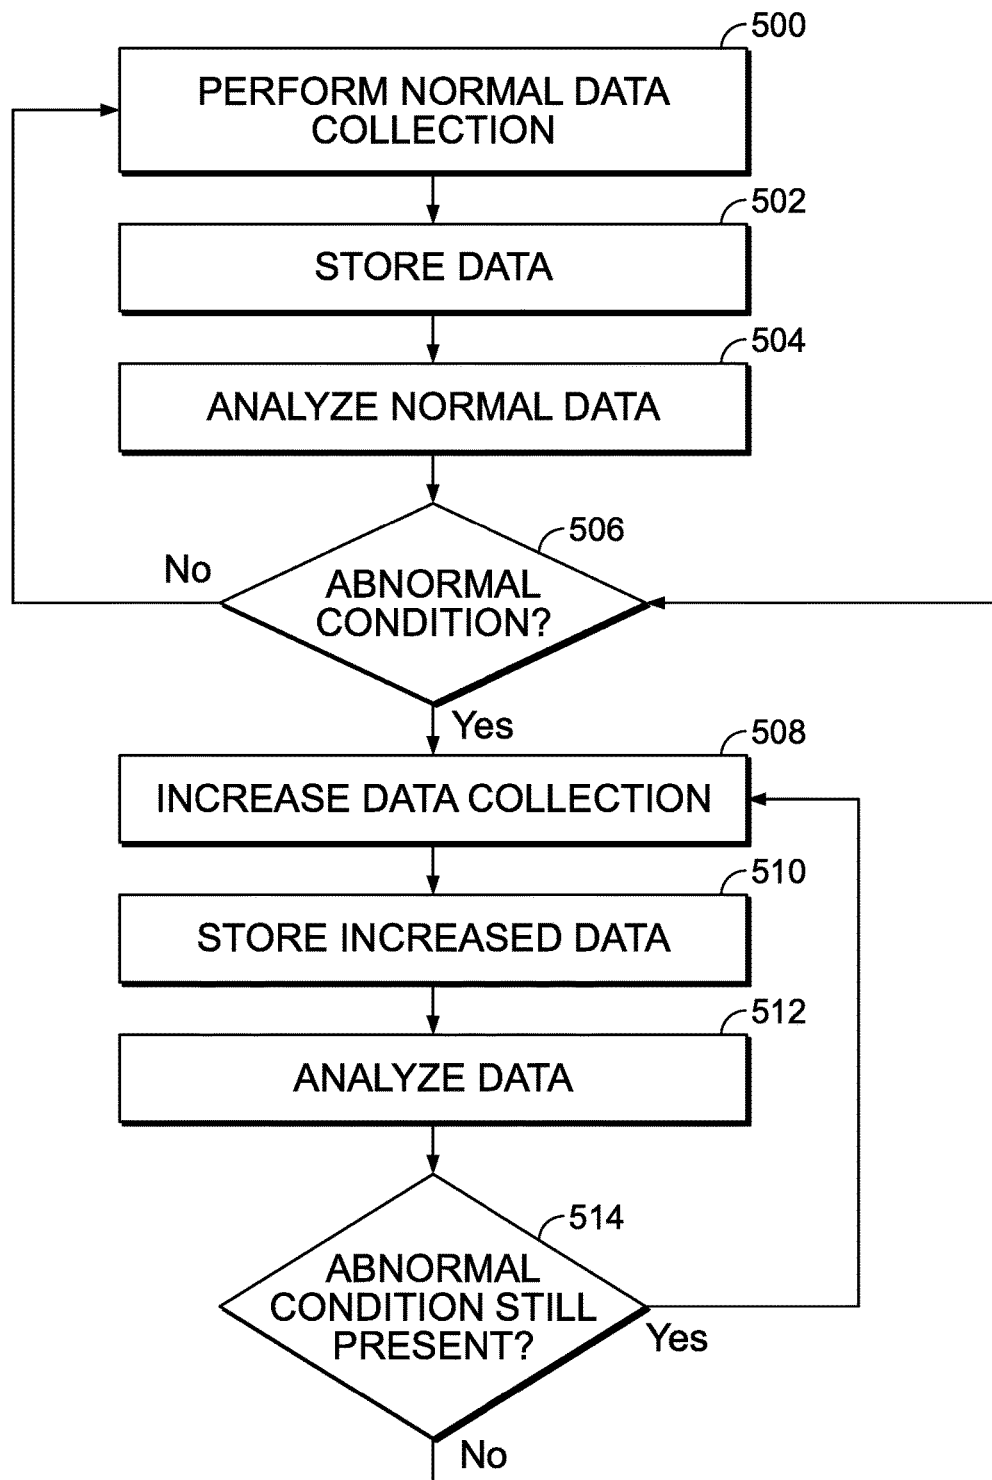 500
PERFORM NORMAL DATA
COLLECTION
502
STORE DATA
504
ANALYZE NORMAL DATA
506
No
ABNORMAL
CONDITION?
Yes
508
INCREASE DATA COLLECTION
510
STORE INCREASED DATA
512
ANALYZE DATA
514
ABNORMAL
CONDITION STILL
PRESENT?
Yes
No